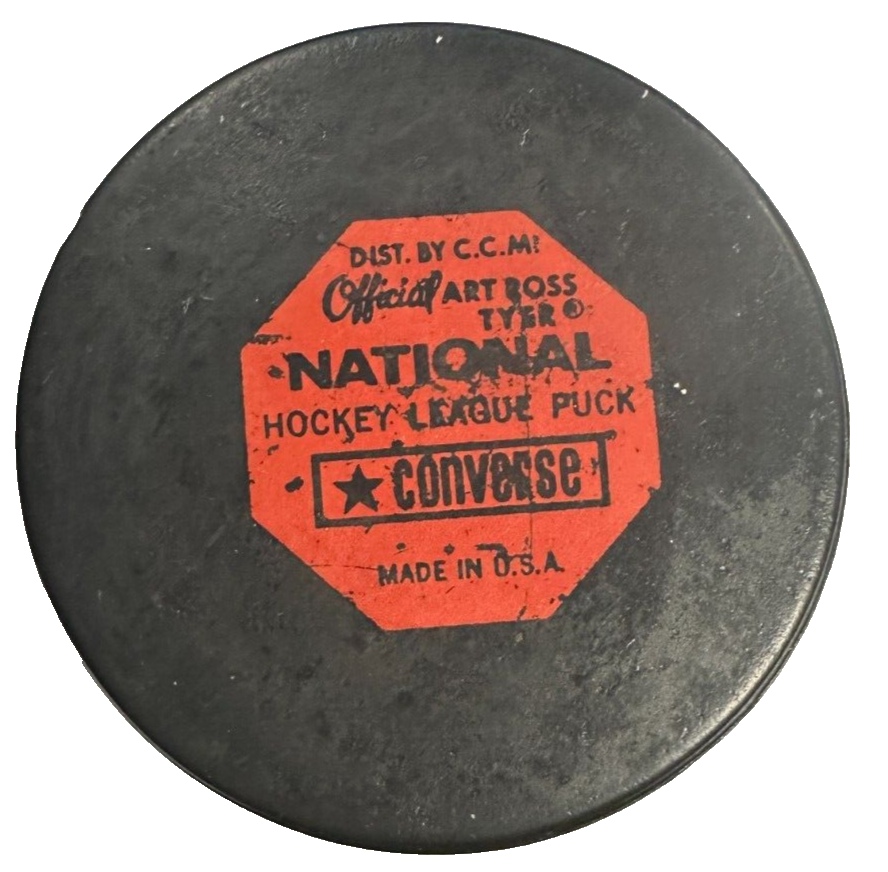 DIST. BY C.C.M.
Official ART ROSS
TYER ®
NATIONAL
HOCKEY LEAGUE PUCK
★ CONVERSE
MADE IN U.S.A.